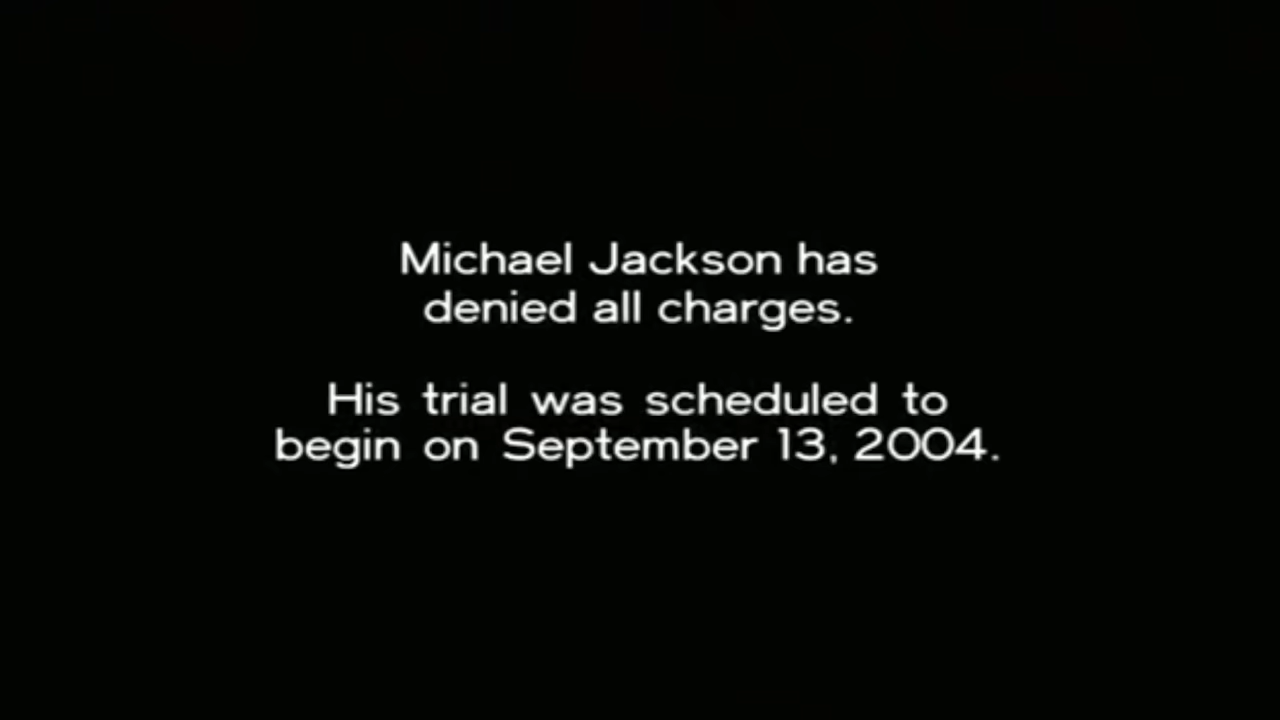 Michael Jackson has
denied all charges.
His trial was scheduled to
begin on September 13, 2004.